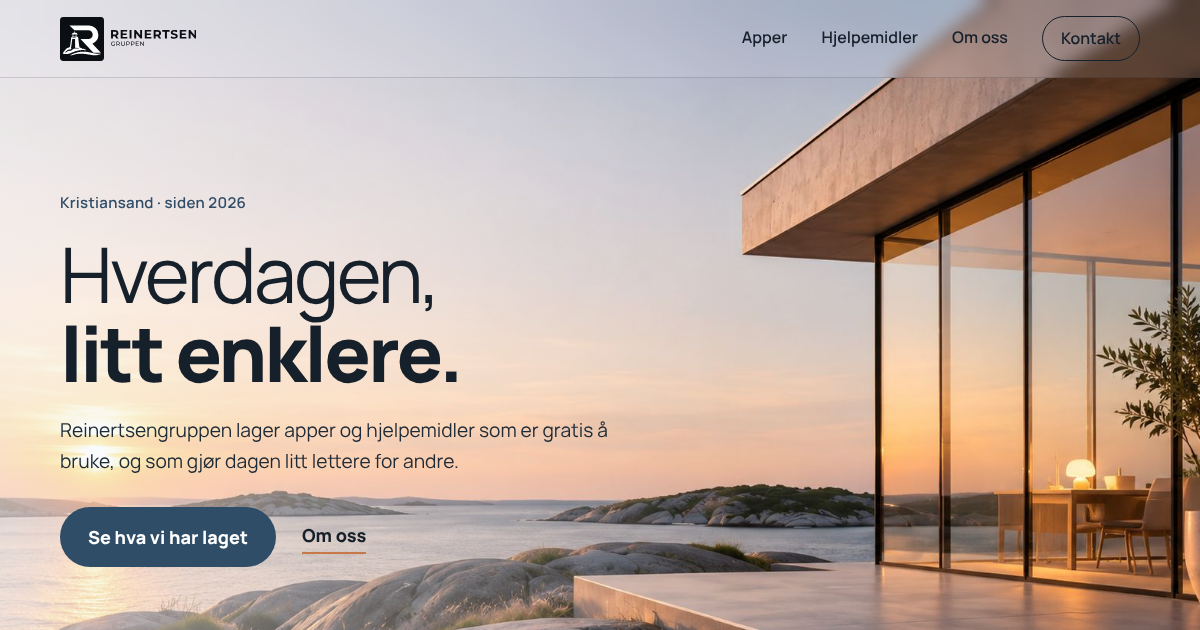 REINERTSEN
GRUPPEN
Apper
Hjelpemidler
Om oss
Kontakt
Kristiansand · siden 2026
Hverdagen,
litt enklere.
Reinertsengruppen lager apper og hjelpemidler som er gratis å
bruke, og som gjør dagen litt lettere for andre.
Se hva vi har laget
Om oss